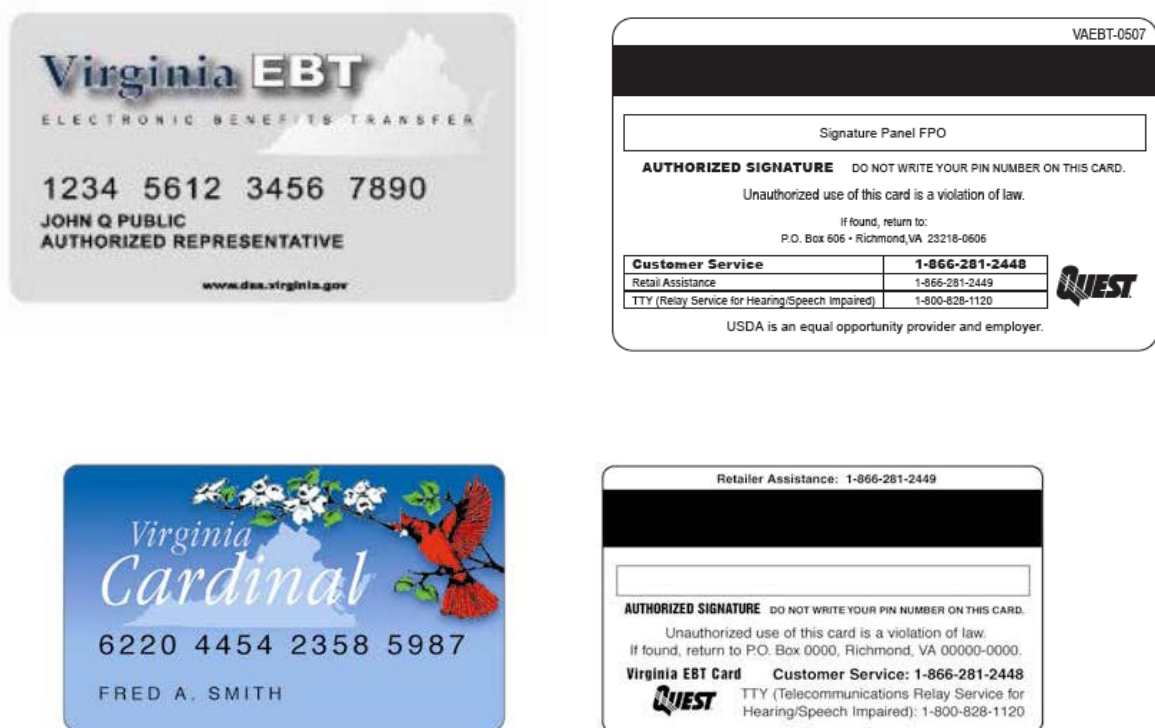 Virginia EBT
ELECTRONIC BENEFITS TRANSFER
1234 5612 3456 7890
JOHN Q PUBLIC
AUTHORIZED REPRESENTATIVE
www.dss.virginia.gov
VAEBT-0507
Signature Panel FPO
AUTHORIZED SIGNATURE DO NOT WRITE YOUR PIN NUMBER ON THIS CARD.
Unauthorized use of this card is a violation of law.
If found, return to:
P.O. Box 606 • Richmond,VA 23218-0606
Customer Service 1-866-281-2448
Retail Assistance 1-866-281-2449
TTY (Relay Service for Hearing/Speech Impaired) 1-800-828-1120
QUEST
USDA is an equal opportunity provider and employer.
Virginia
Cardinal
6220 4454 2358 5987
FRED A. SMITH
Retailer Assistance: 1-866-281-2449
AUTHORIZED SIGNATURE DO NOT WRITE YOUR PIN NUMBER ON THIS CARD.
Unauthorized use of this card is a violation of law.
If found, return to P.O. Box 0000, Richmond, VA 00000-0000.
Virginia EBT Card Customer Service: 1-866-281-2448
QUEST TTY (Telecommunications Relay Service for
Hearing/Speech Impaired): 1-800-828-1120